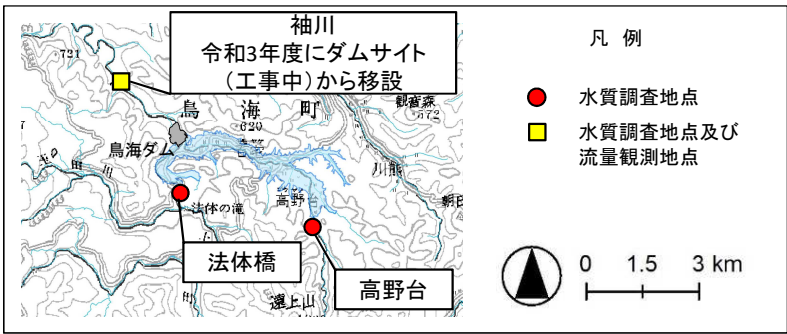 袖川
令和3年度にダムサイト
（工事中）から移設
凡 例
水質調査地点
水質調査地点及び
流量観測地点
721
鳥 海 町
620
観音森
672
鳥海ダム
川熊
高野台
法体の滝
法体橋
高野台
0 1.5 3 km